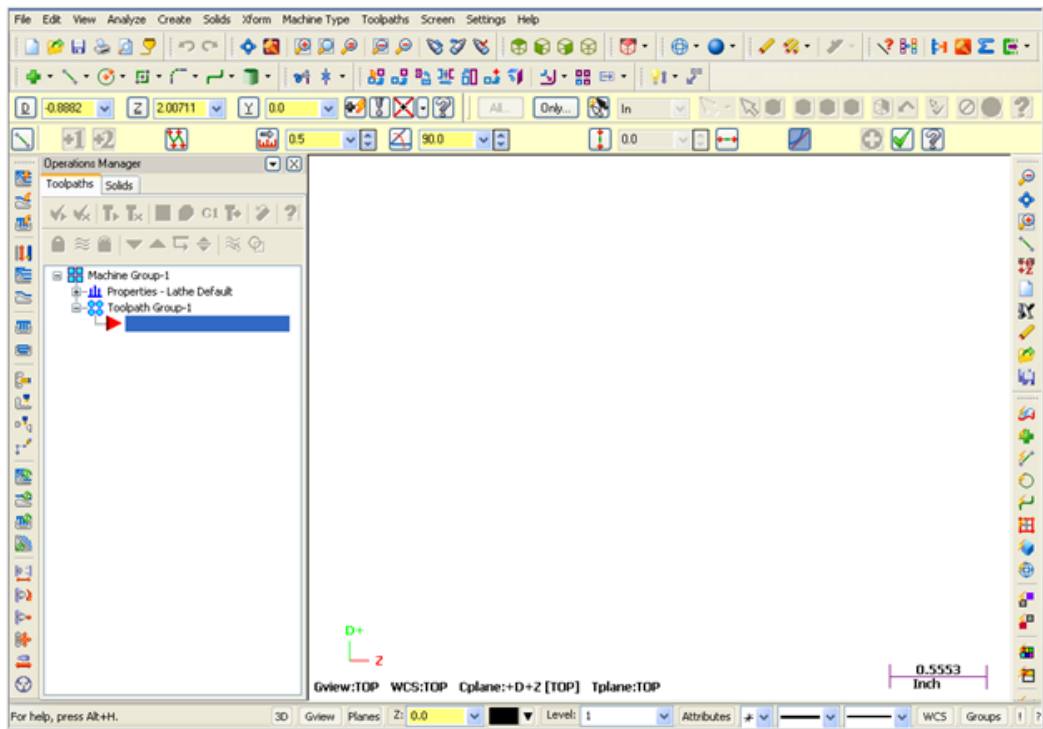 File Edit View Analyze Create Solids Xform Machine Type Toolpaths Screen Settings Help
D -0.8882 Z 2.00711 Y 0.0 All... Only... In
+1 +2 0.5 90.0 0.0
Operations Manager
Toolpaths Solids
G1
Machine Group-1
Properties - Lathe Default
Toolpath Group-1
D+
Z
0.5553
Inch
Gview:TOP WCS:TOP Cplane:+D+Z [TOP] Tplane:TOP
For help, press Alt+H. 3D Gview Planes Z: 0.0 Level: 1 Attributes WCS Groups ! ?